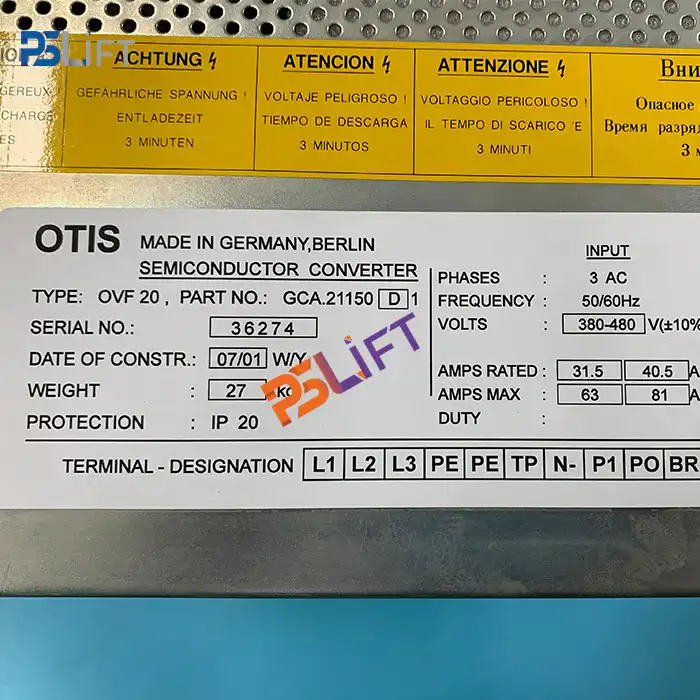 PSLIFT
GEREUX
CHARGE
ES
ACHTUNG
GEFÄHRLICHE SPANNUNG !
ENTLADEZEIT
3 MINUTEN
ATENCION
VOLTAJE PELIGROSO !
TIEMPO DE DESCARGA
3 MINUTOS
ATTENZIONE
VOLTAGGIO PERICOLOSO !
IL TEMPO DI SCARICO 'E
3 MINUTI
Вни
Опасное
Время разря
3 м
OTIS MADE IN GERMANY,BERLIN
SEMICONDUCTOR CONVERTER
TYPE: OVF 20 , PART NO.: GCA.21150 D 1
SERIAL NO.: 36274
DATE OF CONSTR.: 07/01 W/Y
WEIGHT : 27 KG
PROTECTION : IP 20
INPUT
PHASES : 3 AC
FREQUENCY : 50/60Hz
VOLTS : 380-480 V(±10%
AMPS RATED : 31.5 40.5 A
AMPS MAX : 63 81 A
DUTY :
PSLIFT
TERMINAL - DESIGNATION L1 L2 L3 PE PE TP N- P1 PO BR